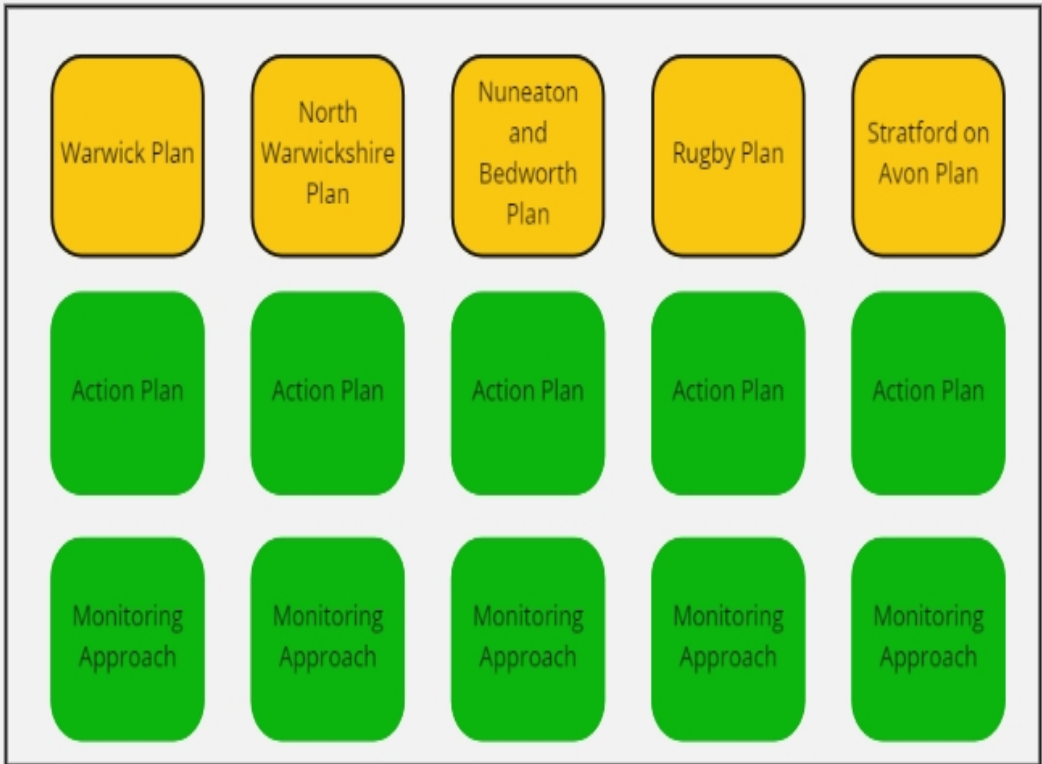 Warwick Plan
North
Warwickshire
Plan
Nuneaton
and
Bedworth
Plan
Rugby Plan
Stratford on
Avon Plan
Action Plan
Action Plan
Action Plan
Action Plan
Action Plan
Monitoring
Approach
Monitoring
Approach
Monitoring
Approach
Monitoring
Approach
Monitoring
Approach